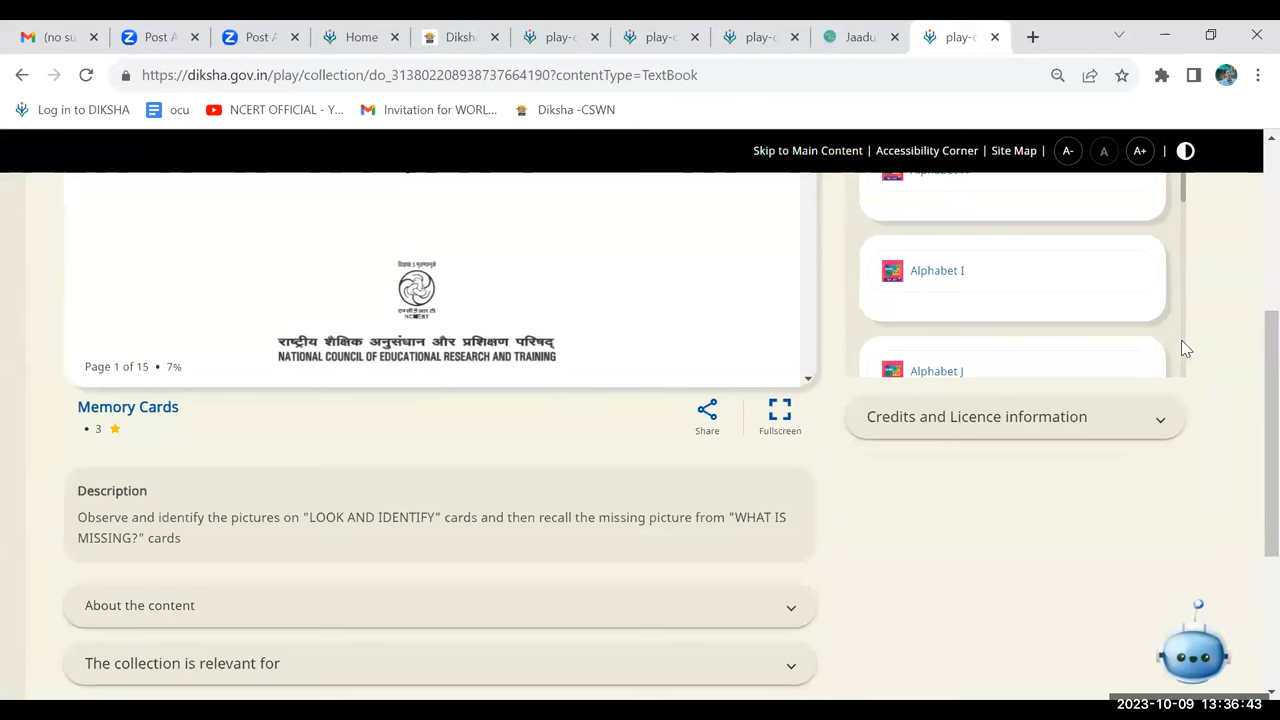 (no su
Post A
Post A
Home
Diksh
play-c
play-c
play-c
Jaadu
play-c
https://diksha.gov.in/play/collection/do_313802208938737664190?contentType=TextBook
Log in to DIKSHA
ocu
NCERT OFFICIAL - Y...
Invitation for WORL...
Diksha -CSWN
Skip to Main Content | Accessibility Corner | Site Map | A- A A+ |
Alphabet I
Alphabet J
राष्ट्रीय शैक्षिक अनुसंधान और प्रशिक्षण परिषद्
NATIONAL COUNCIL OF EDUCATIONAL RESEARCH AND TRAINING
Page 1 of 15 • 7%
Memory Cards
• 3
Share
Fullscreen
Credits and Licence information
Description
Observe and identify the pictures on "LOOK AND IDENTIFY" cards and then recall the missing picture from "WHAT IS
MISSING?" cards
About the content
The collection is relevant for
2023-10-09 13:36:43